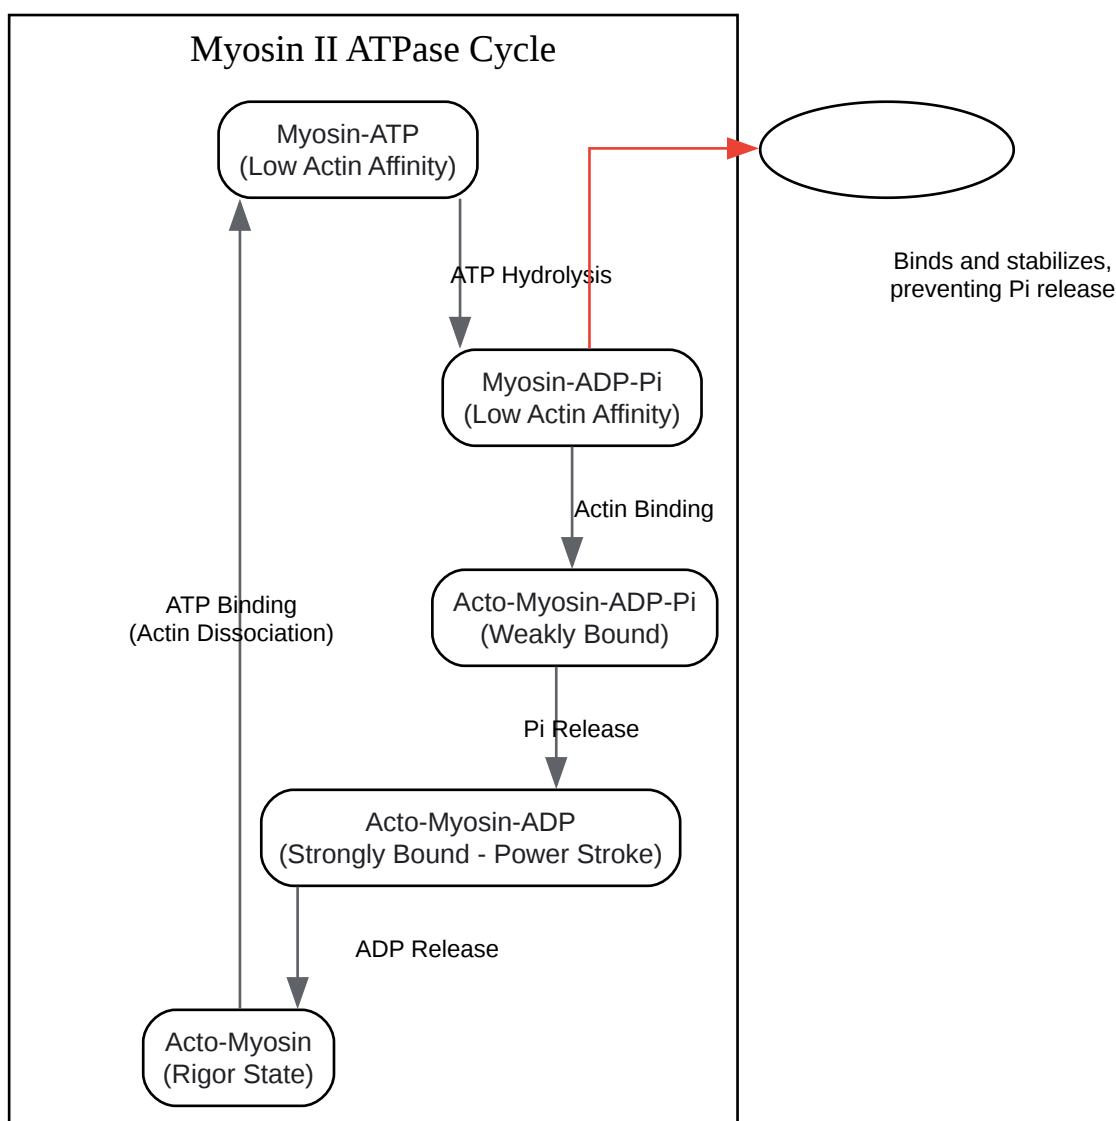 Myosin II ATPase Cycle
Myosin-ATP
(Low Actin Affinity)
Binds and stabilizes,
preventing Pi release
ATP Hydrolysis
Myosin-ADP-Pi
(Low Actin Affinity)
Actin Binding
Acto-Myosin-ADP-Pi
(Weakly Bound)
ATP Binding
(Actin Dissociation)
Pi Release
Acto-Myosin-ADP
(Strongly Bound - Power Stroke)
ADP Release
Acto-Myosin
(Rigor State)